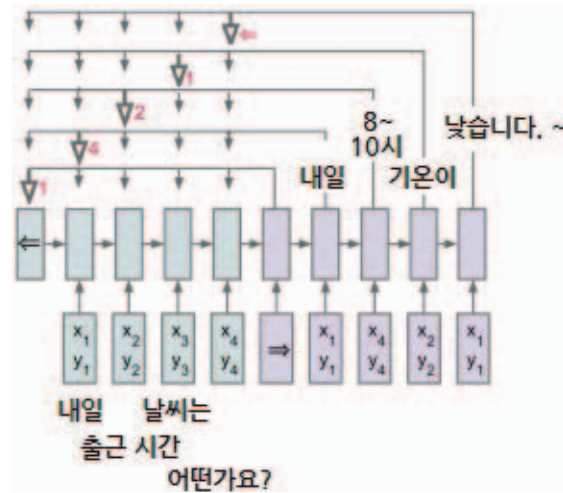 ⇐
1
2
4
1
8~
10시
낮습니다. ~
내일
기온이
⇐
x₁ y₁
x₂ y₂
x₃ y₃
x₄ y₄
⇒
x₁ y₁
x₄ y₄
x₂ y₂
x₁ y₁
내일 날씨는
출근 시간
어떤가요?